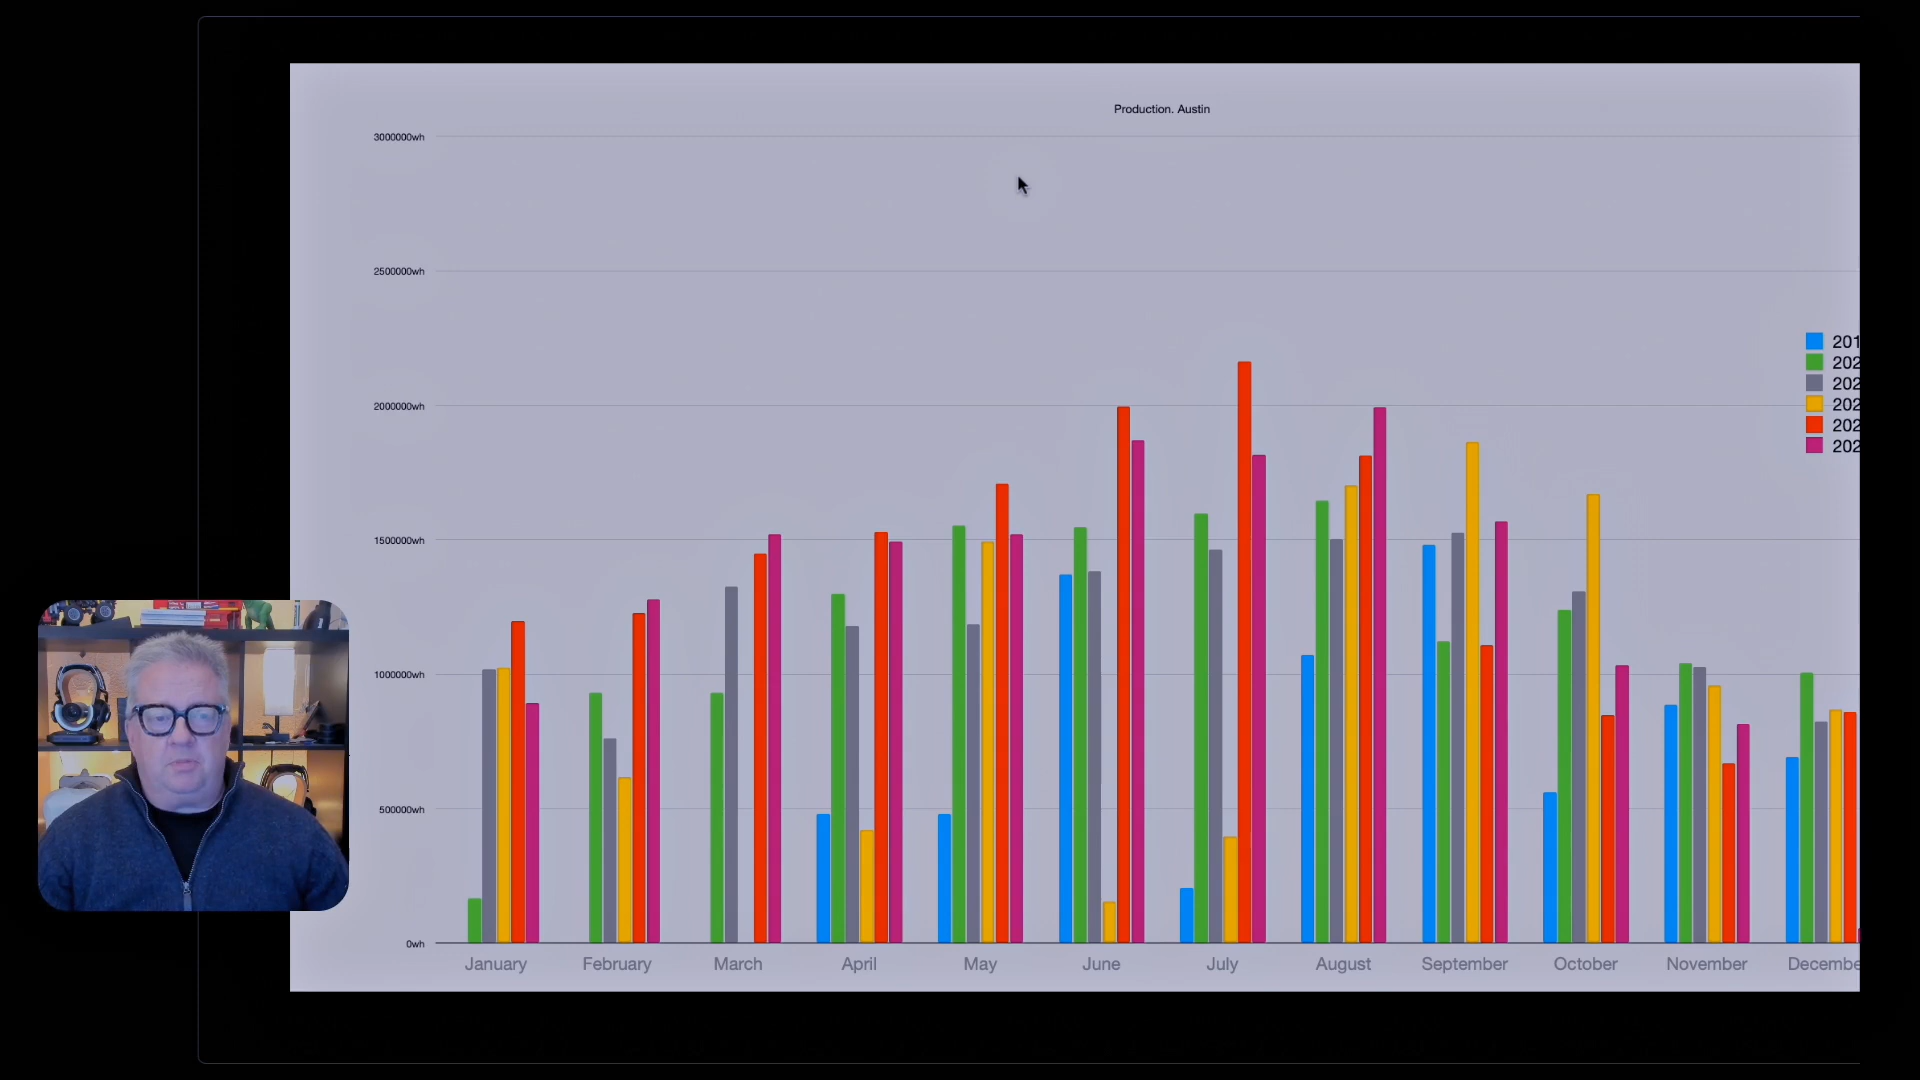 Production. Austin
3000000wh
2500000wh
2000000wh
1500000wh
1000000wh
500000wh
0wh
201
202
202
202
202
202
January February March April May June July August September October November Decembe